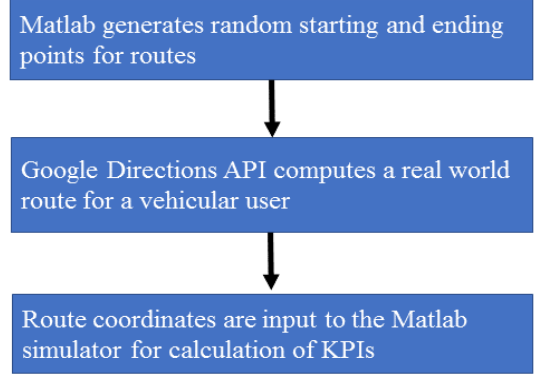 Matlab generates random starting and ending
points for routes
Google Directions API computes a real world
route for a vehicular user
Route coordinates are input to the Matlab
simulator for calculation of KPIs